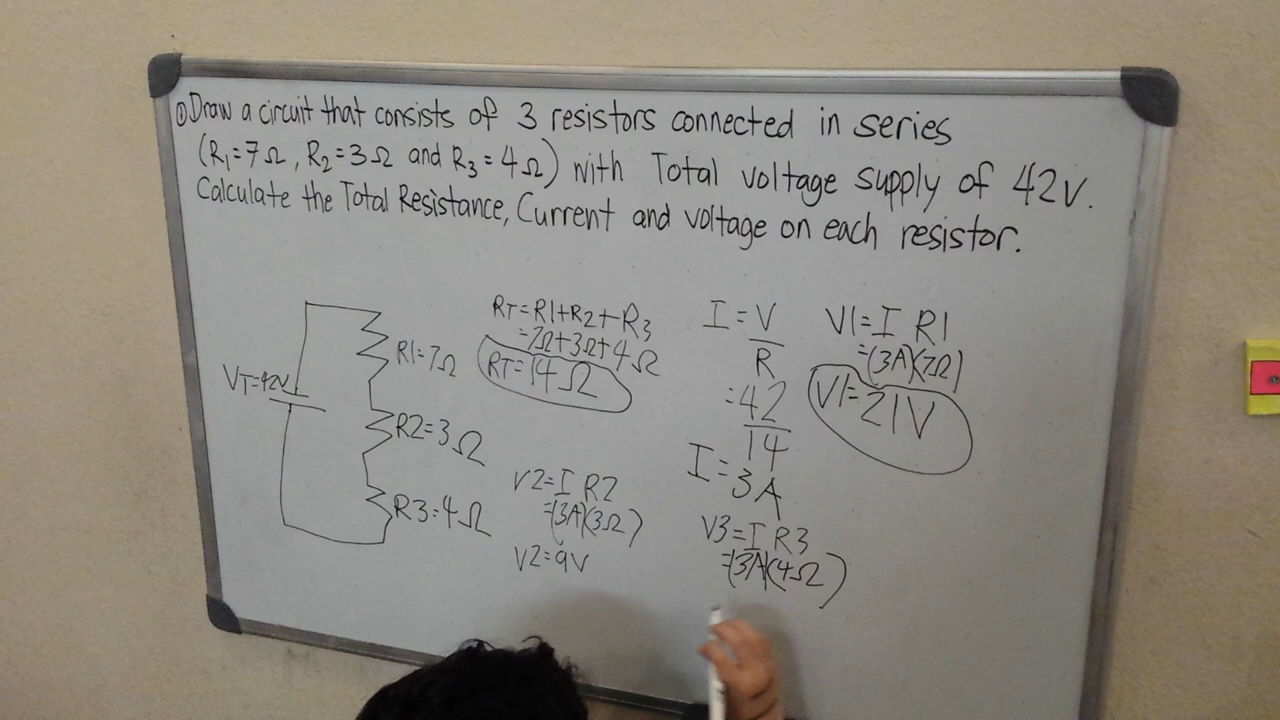 ①Draw a circuit that consists of 3 resistors connected in series
(R₁=7Ω, R₂=3Ω and R₃=4Ω) with Total voltage supply of 42V.
Calculate the Total Resistance, Current and voltage on each resistor.
VT=42V
R1=7Ω
R2=3Ω
R3=4Ω
RT=R1+R2+R3
=7Ω+3Ω+4Ω
RT=14Ω
V2=I R2
=(3A)(3Ω)
V2=9V
I=V
R
=42
14
I=3A
V3=I R3
=(3A)(4Ω)
V1=I R1
=(3A)(7Ω)
V1=21V